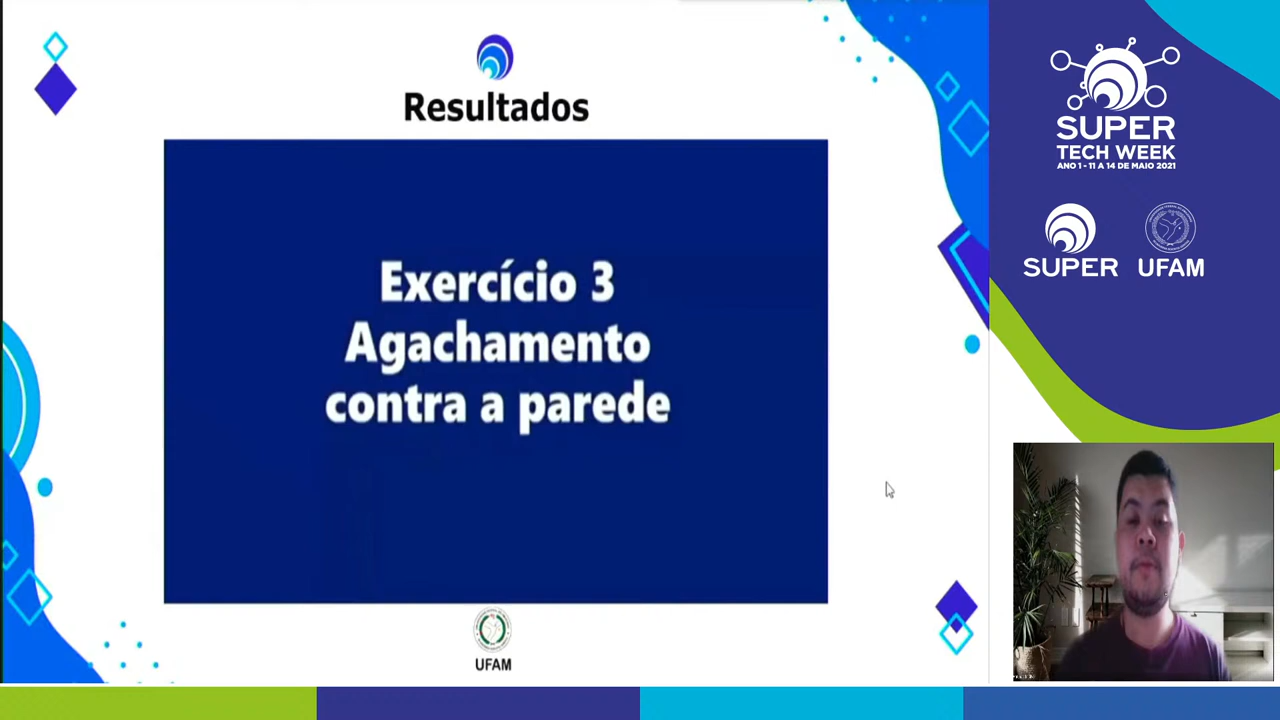 Resultados
Exercício 3
Agachamento
contra a parede
UFAM
SUPER
TECH WEEK
ANO 1 - 11 A 14 DE MAIO 2021
SUPER
UFAM